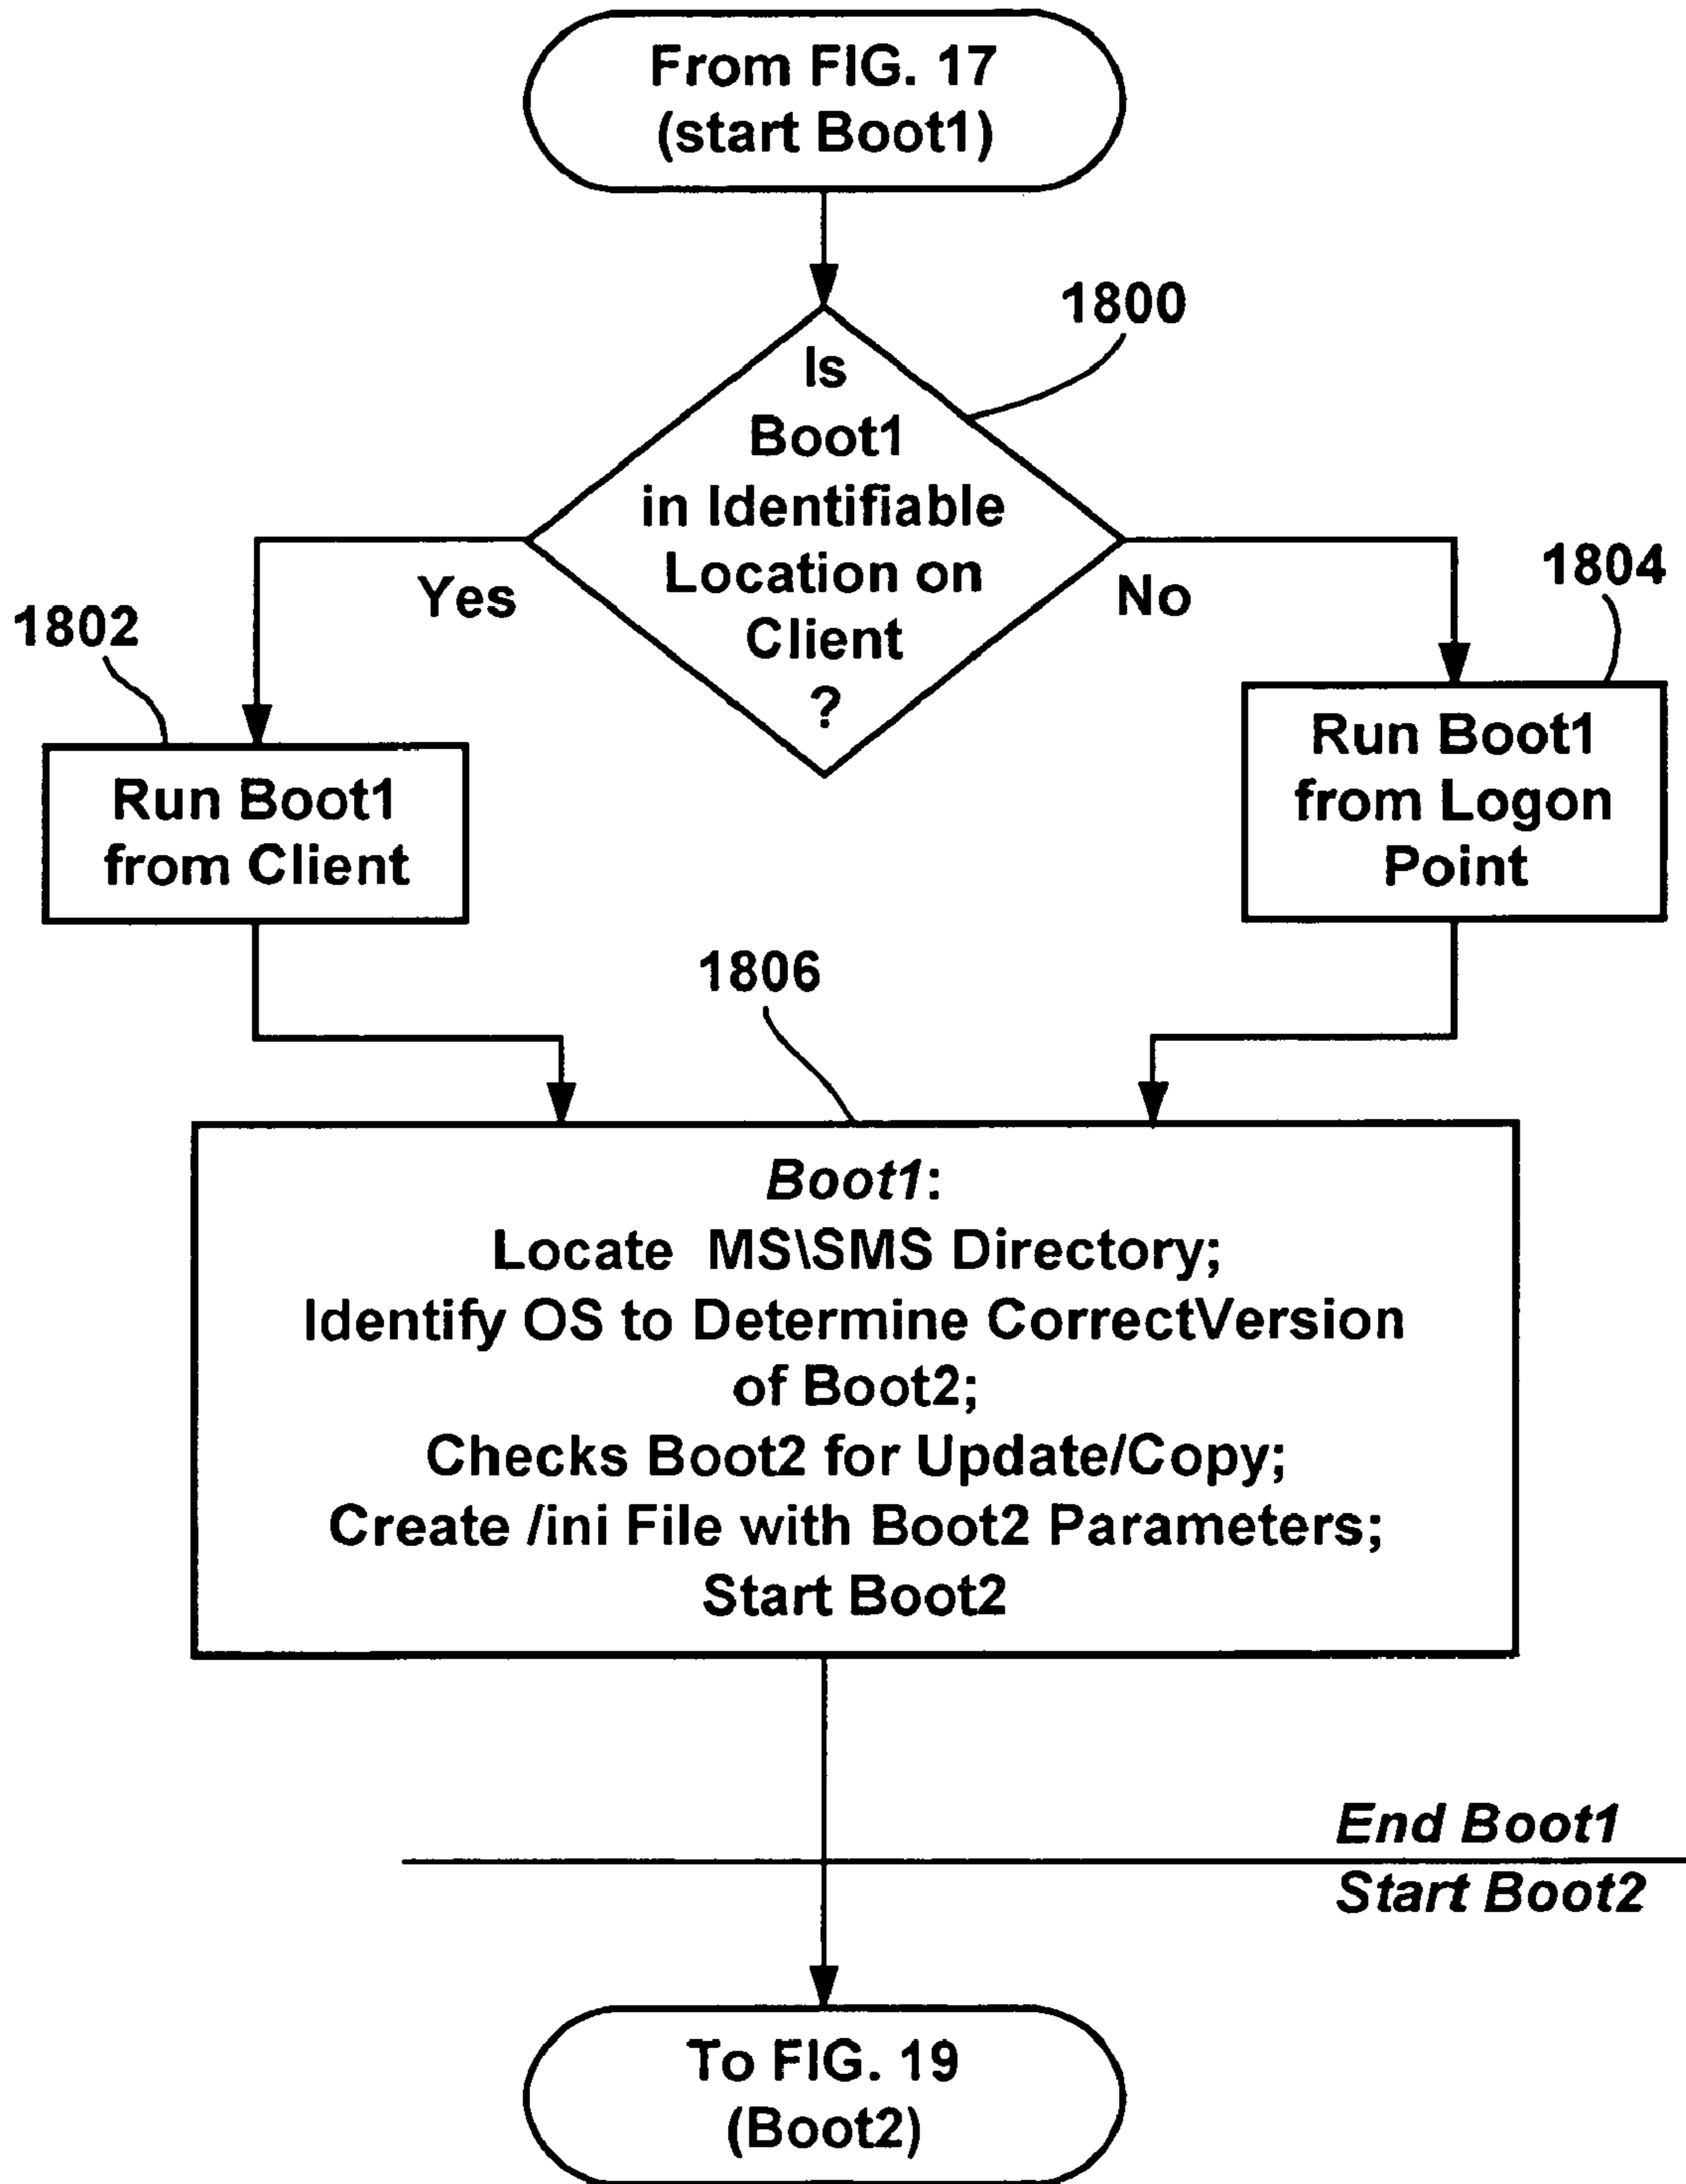 From FIG. 17
(start Boot1)
1800
Is
Boot1
in Identifiable
Location on
Client
?
Yes
No
1802
1804
Run Boot1
from Client
Run Boot1
from Logon
Point
1806
Boot1:
Locate MS\SMS Directory;
Identify OS to Determine CorrectVersion
of Boot2;
Checks Boot2 for Update/Copy;
Create /ini File with Boot2 Parameters;
Start Boot2
End Boot1
Start Boot2
To FIG. 19
(Boot2)